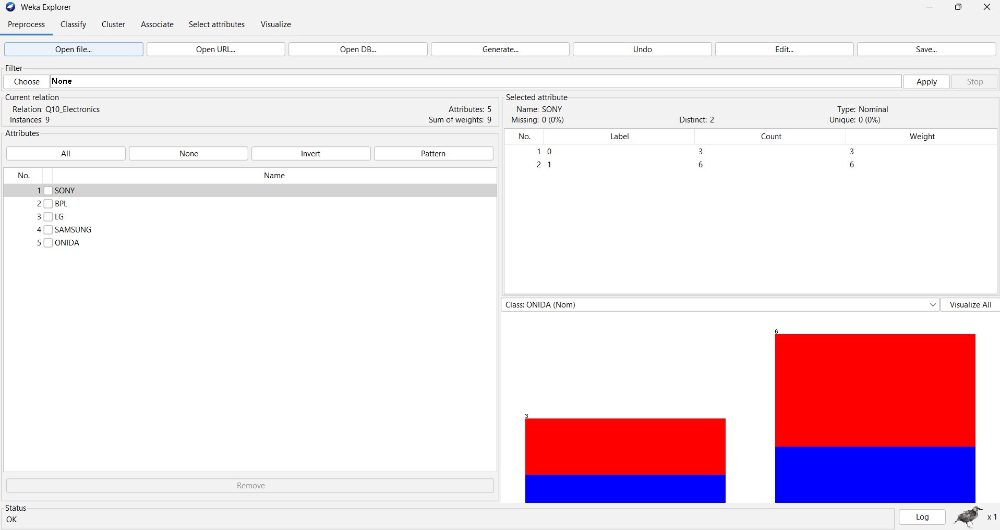 Weka Explorer
Preprocess Classify Cluster Associate Select attributes Visualize
Open file... Open URL... Open DB... Generate... Undo Edit... Save...
Filter
Choose None Apply Stop
Current relation
Relation: Q10_Electronics Attributes: 5
Instances: 9 Sum of weights: 9
Attributes
All None Invert Pattern
No. Name
1 SONY
2 BPL
3 LG
4 SAMSUNG
5 ONIDA
Remove
Selected attribute
Name: SONY Type: Nominal
Missing: 0 (0%) Distinct: 2 Unique: 0 (0%)
No. Label Count Weight
1 0 3 3
2 1 6 6
Class: ONIDA (Nom) Visualize All
6
3
Status
OK
Log x 1